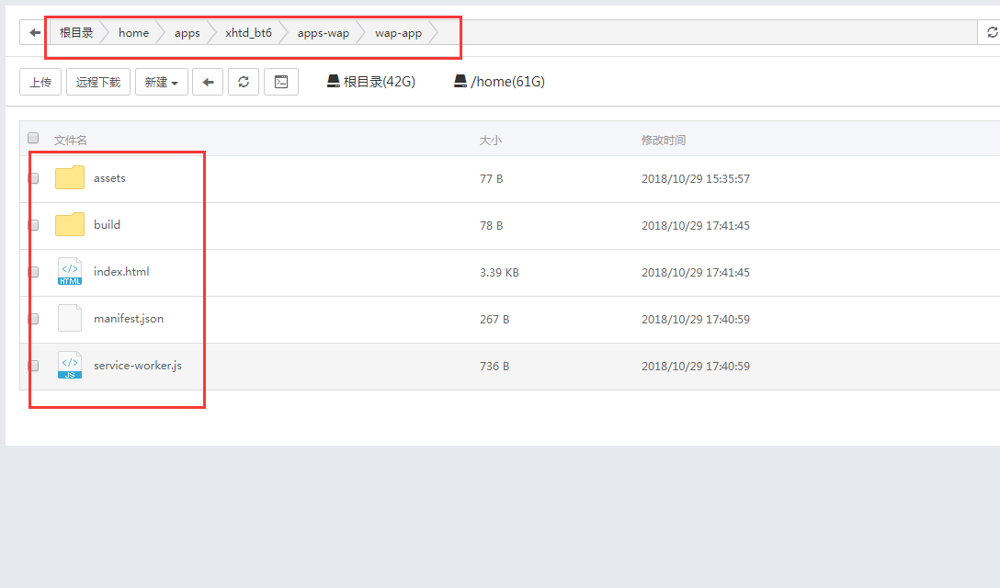 根目录 home apps xhtd_bt6 apps-wap wap-app
上传 远程下载 新建 根目录(42G) /home(61G)
文件名 大小 修改时间
assets 77 B 2018/10/29 15:35:57
build 78 B 2018/10/29 17:41:45
</> HTML index.html 3.39 KB 2018/10/29 17:41:45
manifest.json 267 B 2018/10/29 17:40:59
</> JS service-worker.js 736 B 2018/10/29 17:40:59